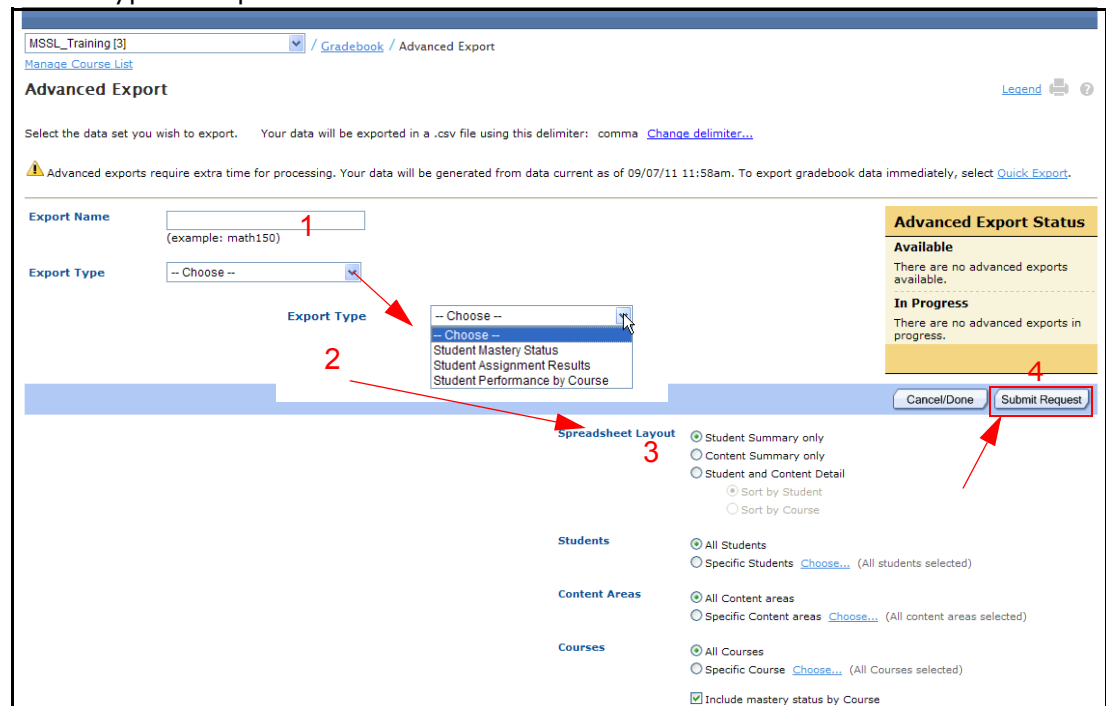 MSSL_Training [3] / Gradebook / Advanced Export
Manage Course List
Advanced Export Legend
Select the data set you wish to export. Your data will be exported in a .csv file using this delimiter: comma Change delimiter...
Advanced exports require extra time for processing. Your data will be generated from data current as of 09/07/11 11:58am. To export gradebook data immediately, select Quick Export.
Export Name 1
(example: math150)
Export Type -- Choose --
Advanced Export Status
Available
There are no advanced exports
available.
In Progress
There are no advanced exports in
progress.
Export Type -- Choose --
-- Choose --
Student Mastery Status
Student Assignment Results
Student Performance by Course
2
4
Cancel/Done Submit Request
Spreadsheet Layout Student Summary only
3
Content Summary only
Student and Content Detail
Sort by Student
Sort by Course
Students All Students
Specific Students Choose... (All students selected)
Content Areas All Content areas
Specific Content areas Choose... (All content areas selected)
Courses All Courses
Specific Course Choose... (All Courses selected)
Include mastery status by Course